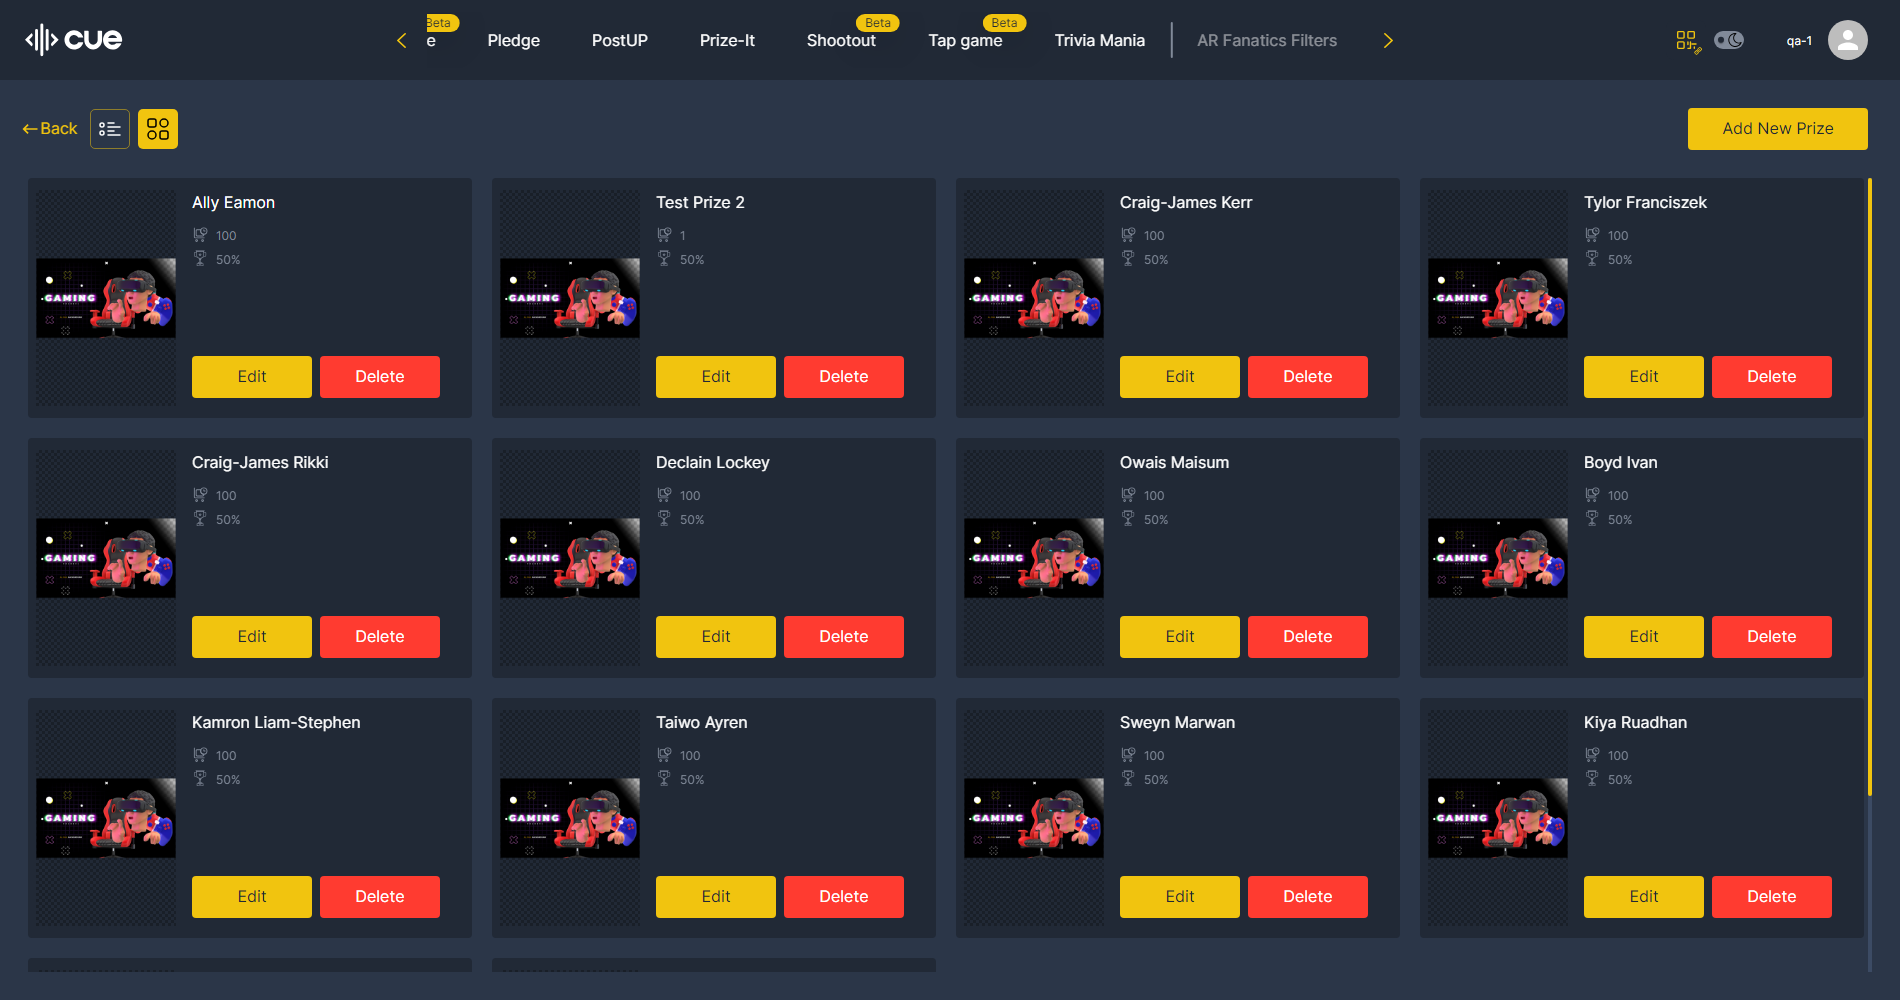 cue
Beta
e
Pledge
PostUP
Prize-It
Beta
Shootout
Beta
Tap game
Trivia Mania
AR Fanatics Filters
qa-1
Back
Add New Prize
Ally Eamon
100
50%
GAMING
Edit
Delete
Test Prize 2
1
50%
GAMING
Edit
Delete
Craig-James Kerr
100
50%
GAMING
Edit
Delete
Tylor Franciszek
100
50%
GAMING
Edit
Delete
Craig-James Rikki
100
50%
GAMING
Edit
Delete
Declain Lockey
100
50%
GAMING
Edit
Delete
Owais Maisum
100
50%
GAMING
Edit
Delete
Boyd Ivan
100
50%
GAMING
Edit
Delete
Kamron Liam-Stephen
100
50%
GAMING
Edit
Delete
Taiwo Ayren
100
50%
GAMING
Edit
Delete
Sweyn Marwan
100
50%
GAMING
Edit
Delete
Kiya Ruadhan
100
50%
GAMING
Edit
Delete